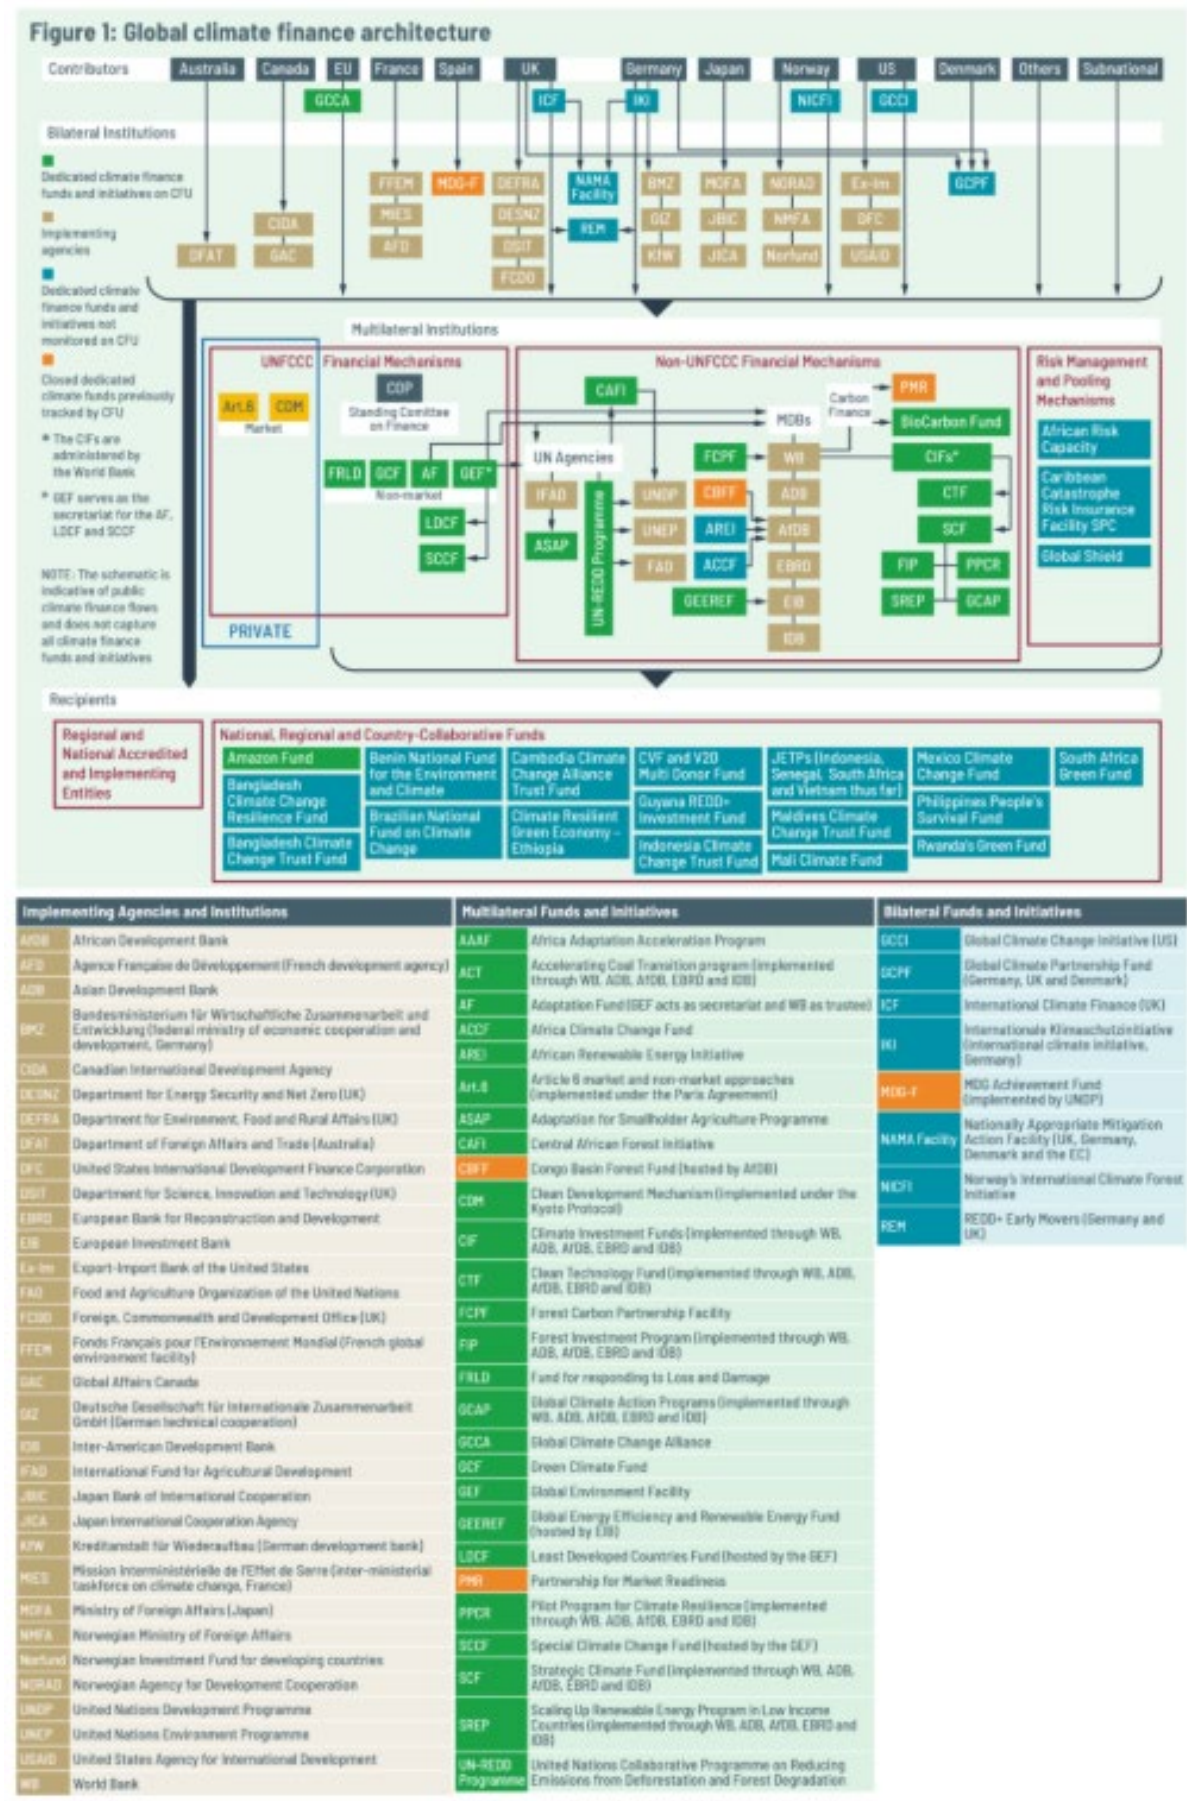 Figure 1: Global climate finance architecture
Contributors
Australia
Canada
EU
France
Spain
UK
Germany
Japan
Norway
US
Denmark
Others
Subnational
GCCA
ICF
IKI
NICFI
GCCI
Bilateral Institutions
Dedicated climate finance
funds and initiatives on CFU
Implementing
agencies
Dedicated climate
finance funds and
initiatives not
monitored on CFU
Closed dedicated
climate funds previously
tracked by CFU
* The CIFs are
administered by
the World Bank
* GEF serves as the
secretariat for the AF,
LDCF and SCCF
NOTE: The schematic is
indicative of public
climate finance flows
and does not capture
all climate finance
funds and initiatives
DFAT
CIDA
GAC
FFEM
MIES
AFD
MDG-F
DEFRA
DESNZ
DSIT
FCDO
NAMA
Facility
REM
BMZ
GIZ
KfW
MOFA
JBIC
JICA
NORAD
NMFA
Norfund
Ex-Im
DFC
USAID
GCPF
Multilateral Institutions
UNFCCC Financial Mechanisms
Art.6
CDM
Market
COP
Standing Comittee
on Finance
FRLD
GCF
AF
GEF*
Non-market
LDCF
SCCF
PRIVATE
Non-UNFCCC Financial Mechanisms
CAFI
UN Agencies
IFAD
ASAP
UN-REDD Programme
UNDP
UNEP
FAO
FCPF
CBFF
AREI
ACCF
GEEREF
MDBs
WB
ADB
AfDB
EBRD
EIB
IDB
Carbon
Finance
PMR
BioCarbon Fund
CIFs*
CTF
SCF
FIP
PPCR
SREP
GCAP
Risk Management
and Pooling
Mechanisms
African Risk
Capacity
Caribbean
Catastrophe
Risk Insurance
Facility SPC
Global Shield
Recipients
Regional and
National Accredited
and Implementing
Entities
National, Regional and Country-Collaborative Funds
Amazon Fund
Bangladesh
Climate Change
Resilience Fund
Bangladesh Climate
Change Trust Fund
Benin National Fund
for the Environment
and Climate
Brazilian National
Fund on Climate
Change
Cambodia Climate
Change Alliance
Trust Fund
Climate Resilient
Green Economy –
Ethiopia
CVF and V20
Multi Donor Fund
Guyana REDD+
Investment Fund
Indonesia Climate
Change Trust Fund
JETPs (Indonesia,
Senegal, South Africa
and Vietnam thus far)
Maldives Climate
Change Trust Fund
Mali Climate Fund
Mexico Climate
Change Fund
Philippines People's
Survival Fund
Rwanda's Green Fund
South Africa
Green Fund
Implementing Agencies and Institutions
AfDB African Development Bank
AFD Agence Française de Développement (French development agency)
ADB Asian Development Bank
BMZ Bundesministerium für Wirtschaftliche Zusammenarbeit und
Entwicklung (federal ministry of economic cooperation and
development, Germany)
CIDA Canadian International Development Agency
DESNZ Department for Energy Security and Net Zero (UK)
DEFRA Department for Environment, Food and Rural Affairs (UK)
DFAT Department of Foreign Affairs and Trade (Australia)
DFC United States International Development Finance Corporation
DSIT Department for Science, Innovation and Technology (UK)
EBRD European Bank for Reconstruction and Development
EIB European Investment Bank
Ex-Im Export-Import Bank of the United States
FAO Food and Agriculture Organization of the United Nations
FCDO Foreign, Commonwealth and Development Office (UK)
FFEM Fonds Français pour l'Environnement Mondial (French global
environment facility)
GAC Global Affairs Canada
GIZ Deutsche Gesellschaft für Internationale Zusammenarbeit
GmbH (German technical cooperation)
IDB Inter-American Development Bank
IFAD International Fund for Agricultural Development
JBIC Japan Bank of International Cooperation
JICA Japan International Cooperation Agency
KfW Kreditanstalt für Wiederaufbau (German development bank)
MIES Mission Interministérielle de l'Effet de Serre (inter-ministerial
taskforce on climate change, France)
MOFA Ministry of Foreign Affairs (Japan)
NMFA Norwegian Ministry of Foreign Affairs
Norfund Norwegian Investment Fund for developing countries
NORAD Norwegian Agency for Development Cooperation
UNDP United Nations Development Programme
UNEP United Nations Environment Programme
USAID United States Agency for International Development
WB World Bank
Multilateral Funds and Initiatives
AAAF Africa Adaptation Acceleration Program
ACT Accelerating Coal Transition program (implemented
through WB, ADB, AfDB, EBRD and IDB)
AF Adaptation Fund (GEF acts as secretariat and WB as trustee)
ACCF Africa Climate Change Fund
AREI African Renewable Energy Initiative
Art.6 Article 6 market and non-market approaches
(implemented under the Paris Agreement)
ASAP Adaptation for Smallholder Agriculture Programme
CAFI Central African Forest Initiative
CBFF Congo Basin Forest Fund (hosted by AfDB)
CDM Clean Development Mechanism (implemented under the
Kyoto Protocol)
CIF Climate Investment Funds (implemented through WB,
ADB, AfDB, EBRD and IDB)
CTF Clean Technology Fund (implemented through WB, ADB,
AfDB, EBRD and IDB)
FCPF Forest Carbon Partnership Facility
FIP Forest Investment Program (implemented through WB,
ADB, AfDB, EBRD and IDB)
FRLD Fund for responding to Loss and Damage
GCAP Global Climate Action Programs (implemented through
WB, ADB, AfDB, EBRD and IDB)
GCCA Global Climate Change Alliance
GCF Green Climate Fund
GEF Global Environment Facility
GEEREF Global Energy Efficiency and Renewable Energy Fund
(hosted by EIB)
LDCF Least Developed Countries Fund (hosted by the GEF)
PMR Partnership for Market Readiness
PPCR Pilot Program for Climate Resilience (implemented
through WB, ADB, AfDB, EBRD and IDB)
SCCF Special Climate Change Fund (hosted by the GEF)
SCF Strategic Climate Fund (implemented through WB, ADB,
AfDB, EBRD and IDB)
SREP Scaling Up Renewable Energy Program in Low Income
Countries (implemented through WB, ADB, AfDB, EBRD and
IDB)
UN-REDD United Nations Collaborative Programme on Reducing
Programme Emissions from Deforestation and Forest Degradation
Bilateral Funds and Initiatives
GCCI Global Climate Change Initiative (US)
GCPF Global Climate Partnership Fund
(Germany, UK and Denmark)
ICF International Climate Finance (UK)
IKI Internationale Klimaschutzinitiative
(international climate initiative,
Germany)
MDG-F MDG Achievement Fund
(implemented by UNDP)
NAMA Facility Nationally Appropriate Mitigation
Action Facility (UK, Germany,
Denmark and the EC)
NICFI Norway's International Climate Forest
Initiative
REM REDD+ Early Movers (Germany and
UK)